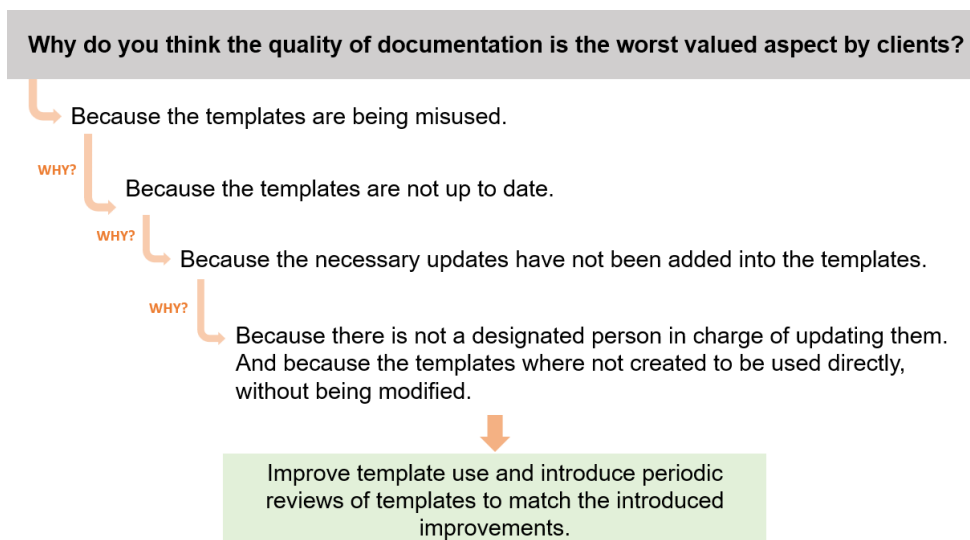 Why do you think the quality of documentation is the worst valued aspect by clients?
Because the templates are being misused.
WHY?
Because the templates are not up to date.
WHY?
Because the necessary updates have not been added into the templates.
WHY?
Because there is not a designated person in charge of updating them.
And because the templates where not created to be used directly,
without being modified.
Improve template use and introduce periodic
reviews of templates to match the introduced
improvements.